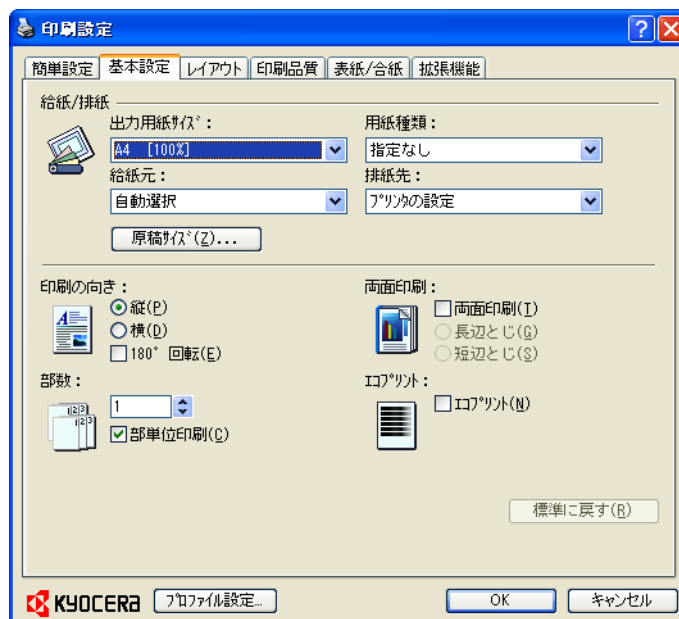 印刷設定
簡単設定 基本設定 レイアウト 印刷品質 表紙/合紙 拡張機能
給紙/排紙
出力用紙サイズ: 用紙種類:
A4 [100%] 指定なし
給紙元: 排紙先:
自動選択 プリンタの設定
原稿サイズ(Z)...
印刷の向き: 両面印刷:
縦(P) 両面印刷(I)
横(D) 長辺とじ(G)
180° 回転(E) 短辺とじ(S)
部数: エコプリント:
1 エコプリント(N)
部単位印刷(C)
標準に戻す(R)
KYOCERA プロファイル設定... OK キャンセル